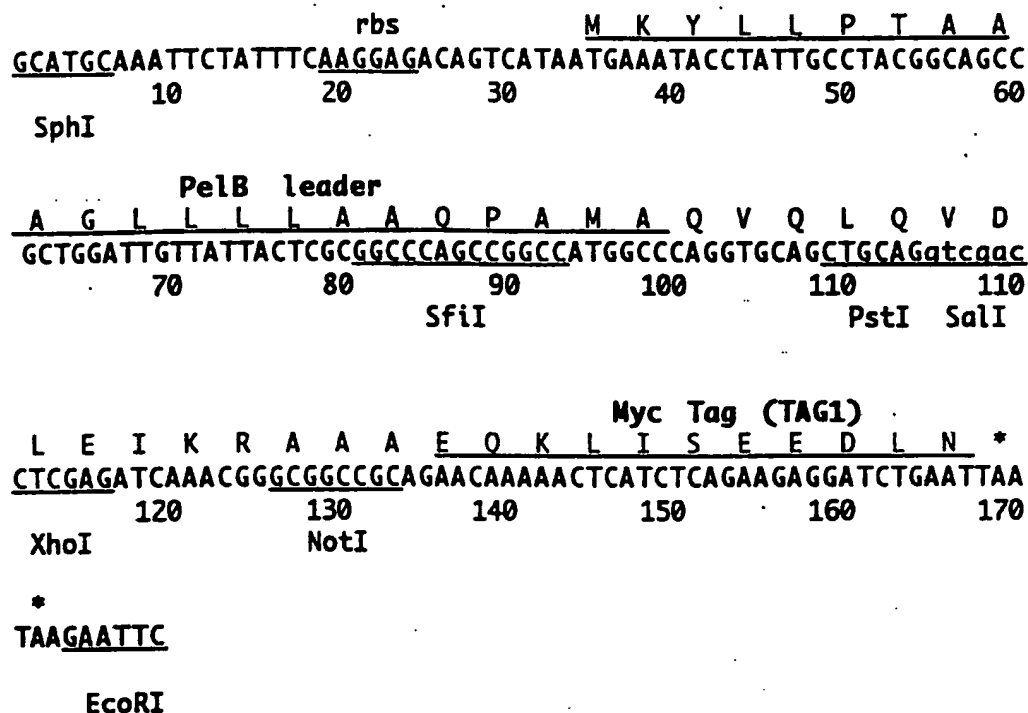 rbs M K Y L L P T A A
GCATGCAAATTCTATTTCAAGGAGACAGTCATAATGAAATACCTATTGCCTACGGCAGCC
10 20 30 40 50 60
SphI
PelB leader
A G L L L L A A Q P A M A Q V Q L Q V D
GCTGGATTGTTATTACTCGCGGCCCAGCCGGCCATGGCCCAGGTGCAGCTGCAGgtcgac
70 80 90 100 110 110
SfiI PstI SalI
Myc Tag (TAG1)
L E I K R A A A E Q K L I S E E D L N *
CTCGAGATCAAACGGGCGGCCGCAGAACAAAAACTCATCTCAGAAGAGGATCTGAATTAA
120 130 140 150 160 170
XhoI NotI
*
TAAGAATTC
EcoRI